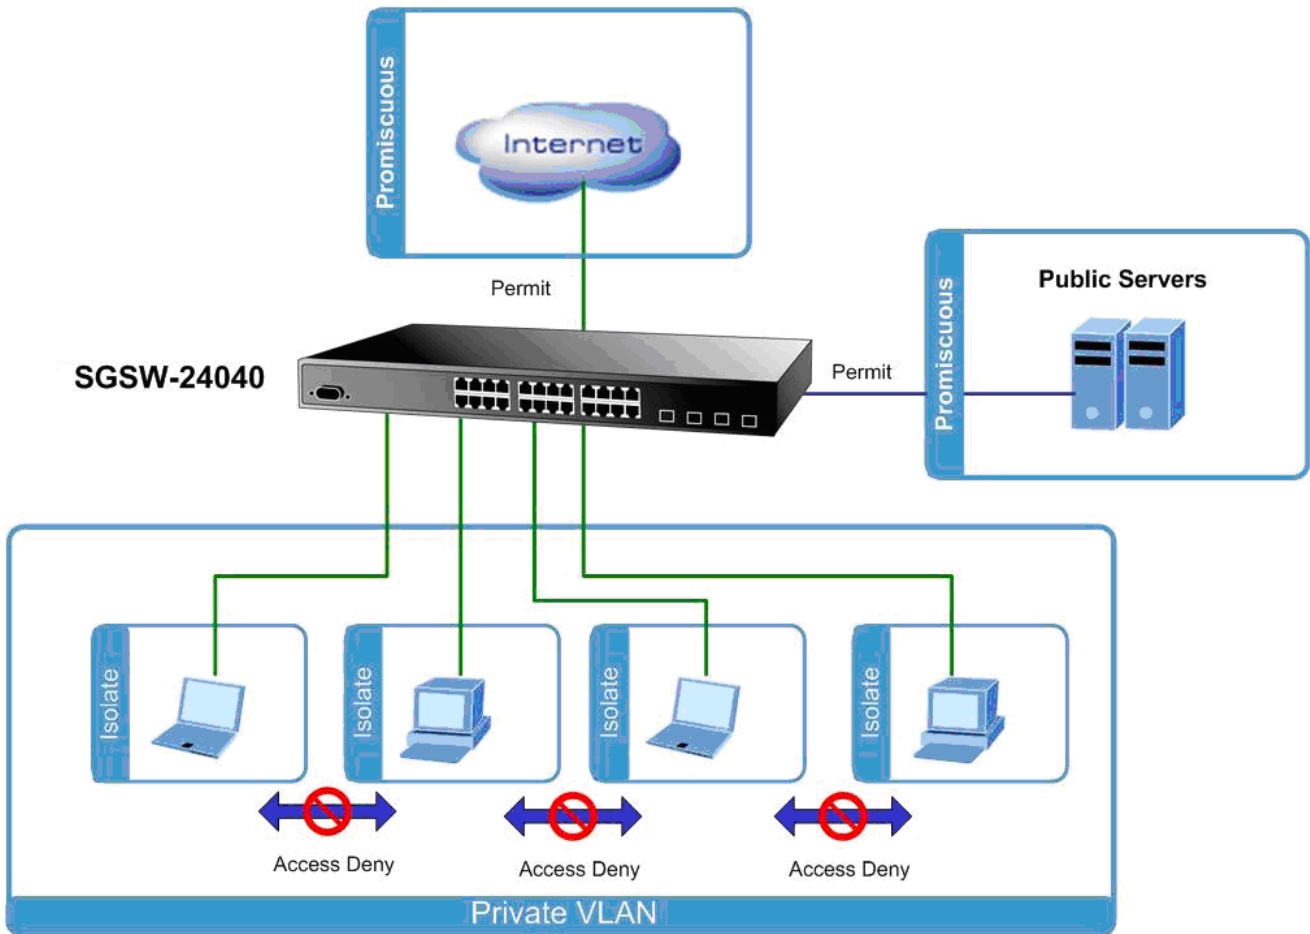 Promiscuous
Internet
Permit
SGSW-24040
Permit
Promiscuous
Public Servers
Isolate
Isolate
Isolate
Isolate
Access Deny
Access Deny
Access Deny
Private VLAN